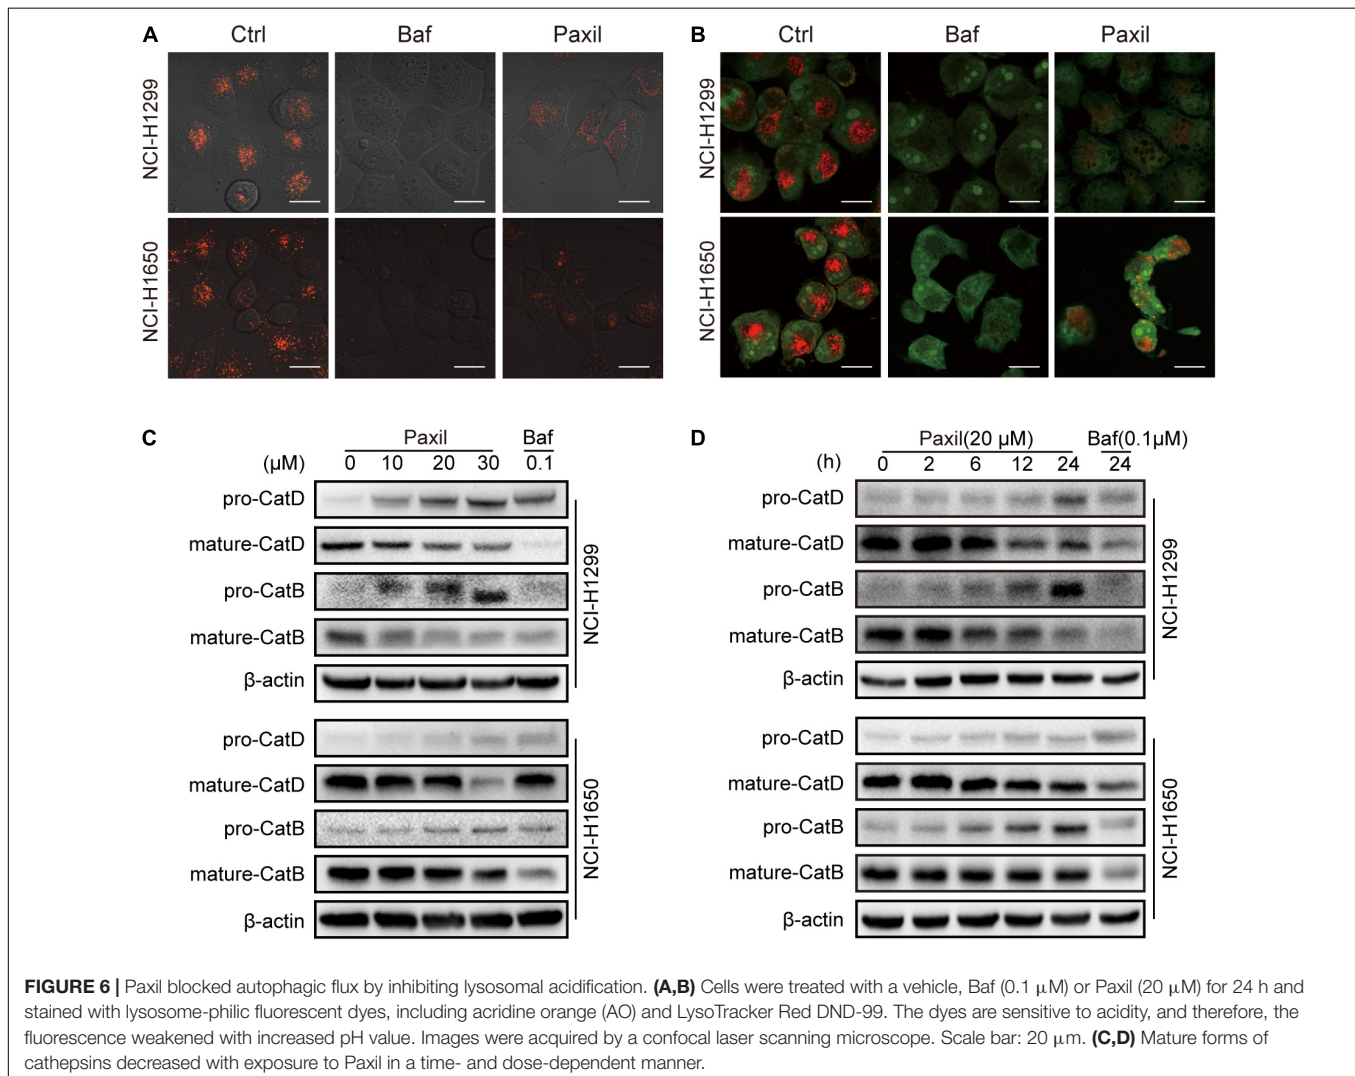 A
Ctrl
Baf
Paxil
NCI-H1299
NCI-H1650
B
Ctrl
Baf
Paxil
NCI-H1299
NCI-H1650
C
Paxil
Baf
(μM) 0 10 20 30 0.1
pro-CatD
mature-CatD
pro-CatB
mature-CatB
β-actin
NCI-H1299
pro-CatD
mature-CatD
pro-CatB
mature-CatB
β-actin
NCI-H1650
D
Paxil(20 μM)
Baf(0.1μM)
(h) 0 2 6 12 24 24
pro-CatD
mature-CatD
pro-CatB
mature-CatB
β-actin
NCI-H1299
pro-CatD
mature-CatD
pro-CatB
mature-CatB
β-actin
NCI-H1650
FIGURE 6 | Paxil blocked autophagic flux by inhibiting lysosomal acidification. (A,B) Cells were treated with a vehicle, Baf (0.1 μM) or Paxil (20 μM) for 24 h and
stained with lysosome-philic fluorescent dyes, including acridine orange (AO) and LysoTracker Red DND-99. The dyes are sensitive to acidity, and therefore, the
fluorescence weakened with increased pH value. Images were acquired by a confocal laser scanning microscope. Scale bar: 20 μm. (C,D) Mature forms of
cathepsins decreased with exposure to Paxil in a time- and dose-dependent manner.